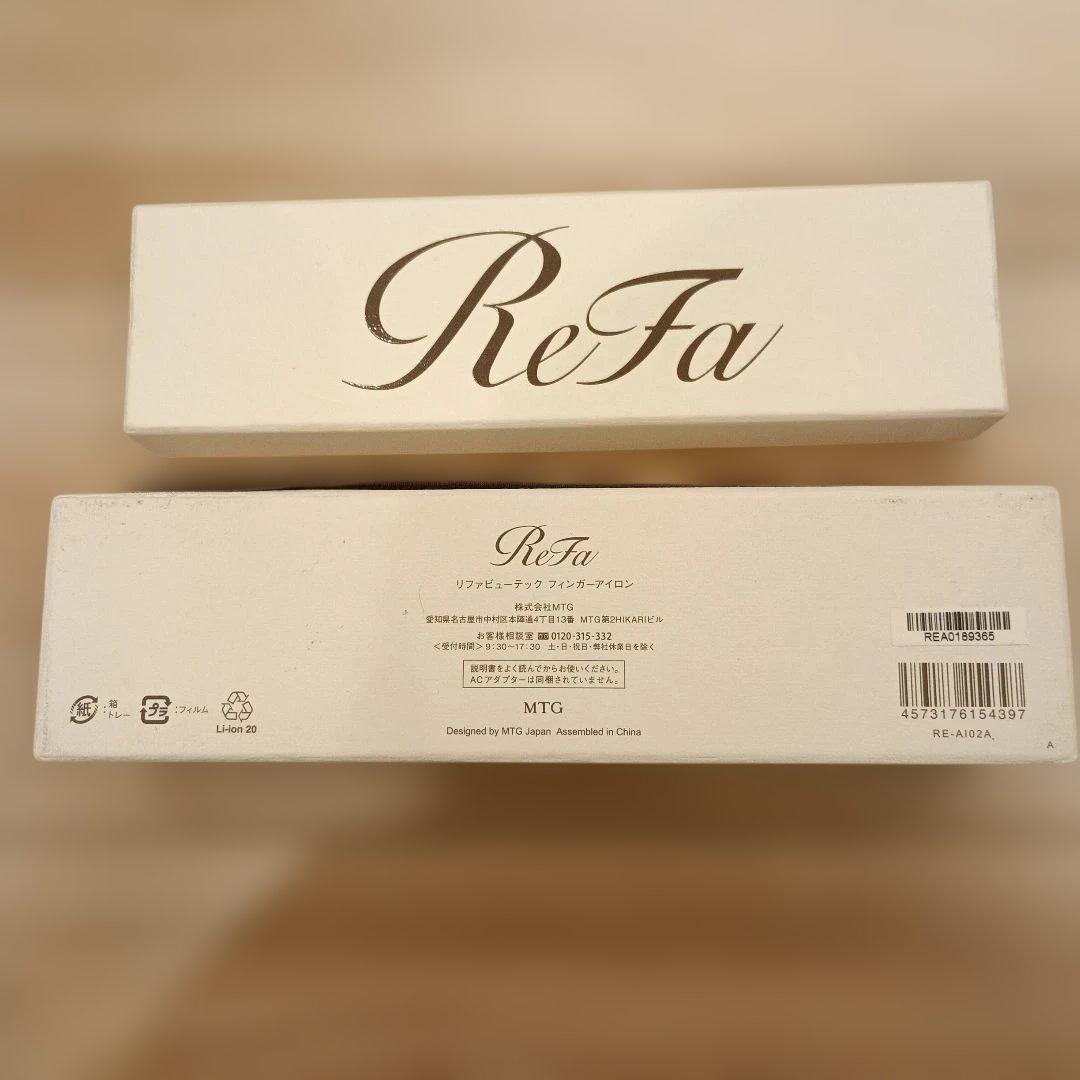 ReFa
ReFa
リファビューテック フィンガーアイロン
株式会社MTG
愛知県名古屋市中村区本陣通4丁目13番 MTG第2HIKARIビル
お客様相談室 0120-315-332
＜受付時間＞9：30〜17：30 土・日・祝日・弊社休業日を除く
説明書をよく読んでからお使いください。
ACアダプターは同梱されていません。
MTG
Designed by MTG Japan Assembled in China
紙 ：箱
トレー
プラ ：フィルム
Li-ion 20
REA0189365
4573176154397
RE-AI02A
A